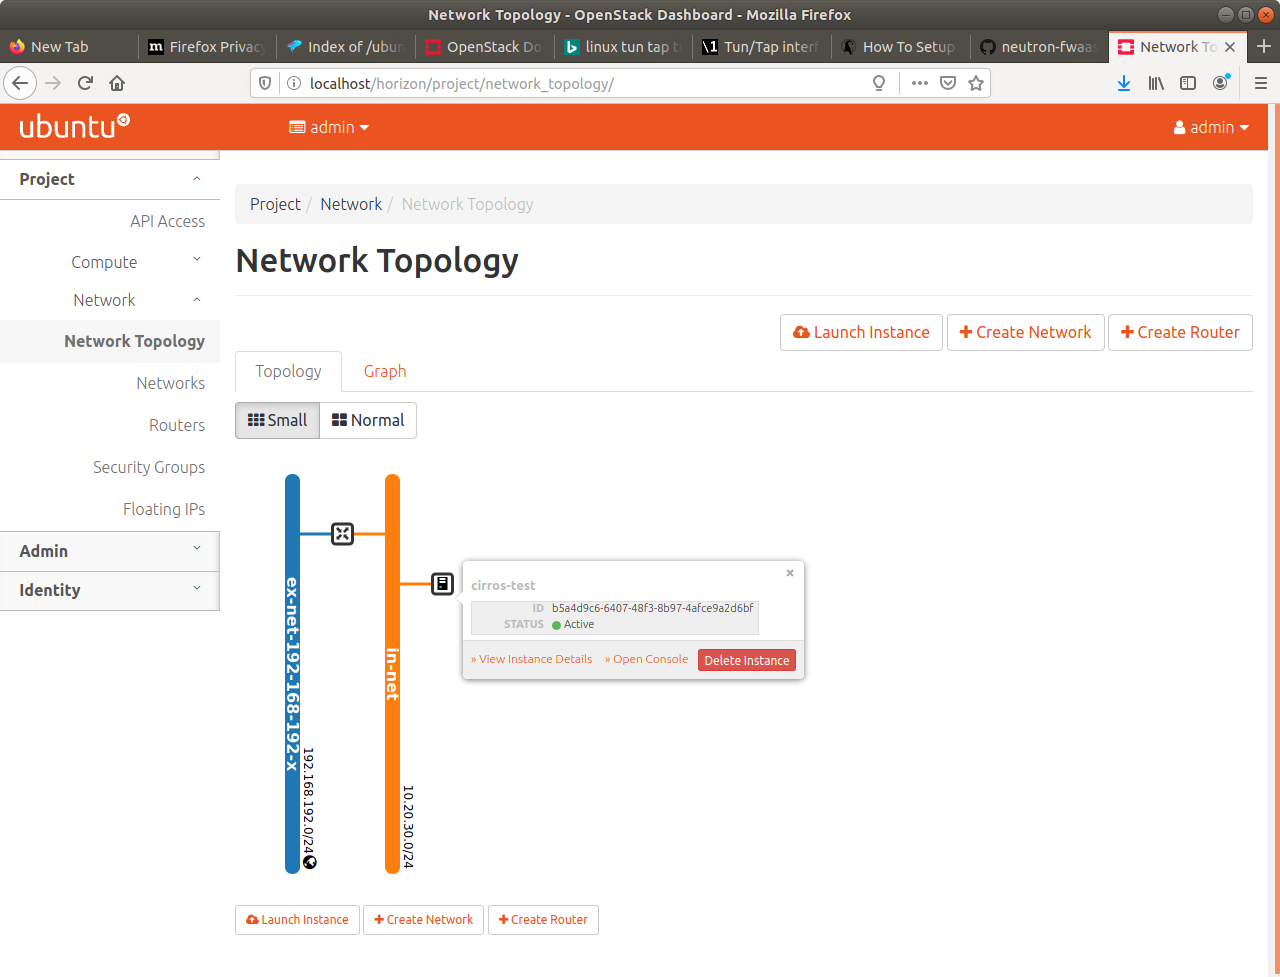 Network Topology - OpenStack Dashboard - Mozilla Firefox
New Tab
Firefox Privacy
Index of /ubun
OpenStack Do
linux tun tap t
Tun/Tap interf
How To Setup
neutron-fwaas
Network To
localhost/horizon/project/network_topology/
ubuntu
admin
admin
Project
API Access
Compute
Network
Network Topology
Networks
Routers
Security Groups
Floating IPs
Admin
Identity
Project / Network / Network Topology
Network Topology
Launch Instance
Create Network
Create Router
Topology
Graph
Small
Normal
ex-net-192-168-192-x
192.168.192.0/24
in-net
10.20.30.0/24
cirros-test
ID b5a4d9c6-6407-48f3-8b97-4afce9a2d6bf
STATUS Active
» View Instance Details
» Open Console
Delete Instance
Launch Instance
Create Network
Create Router